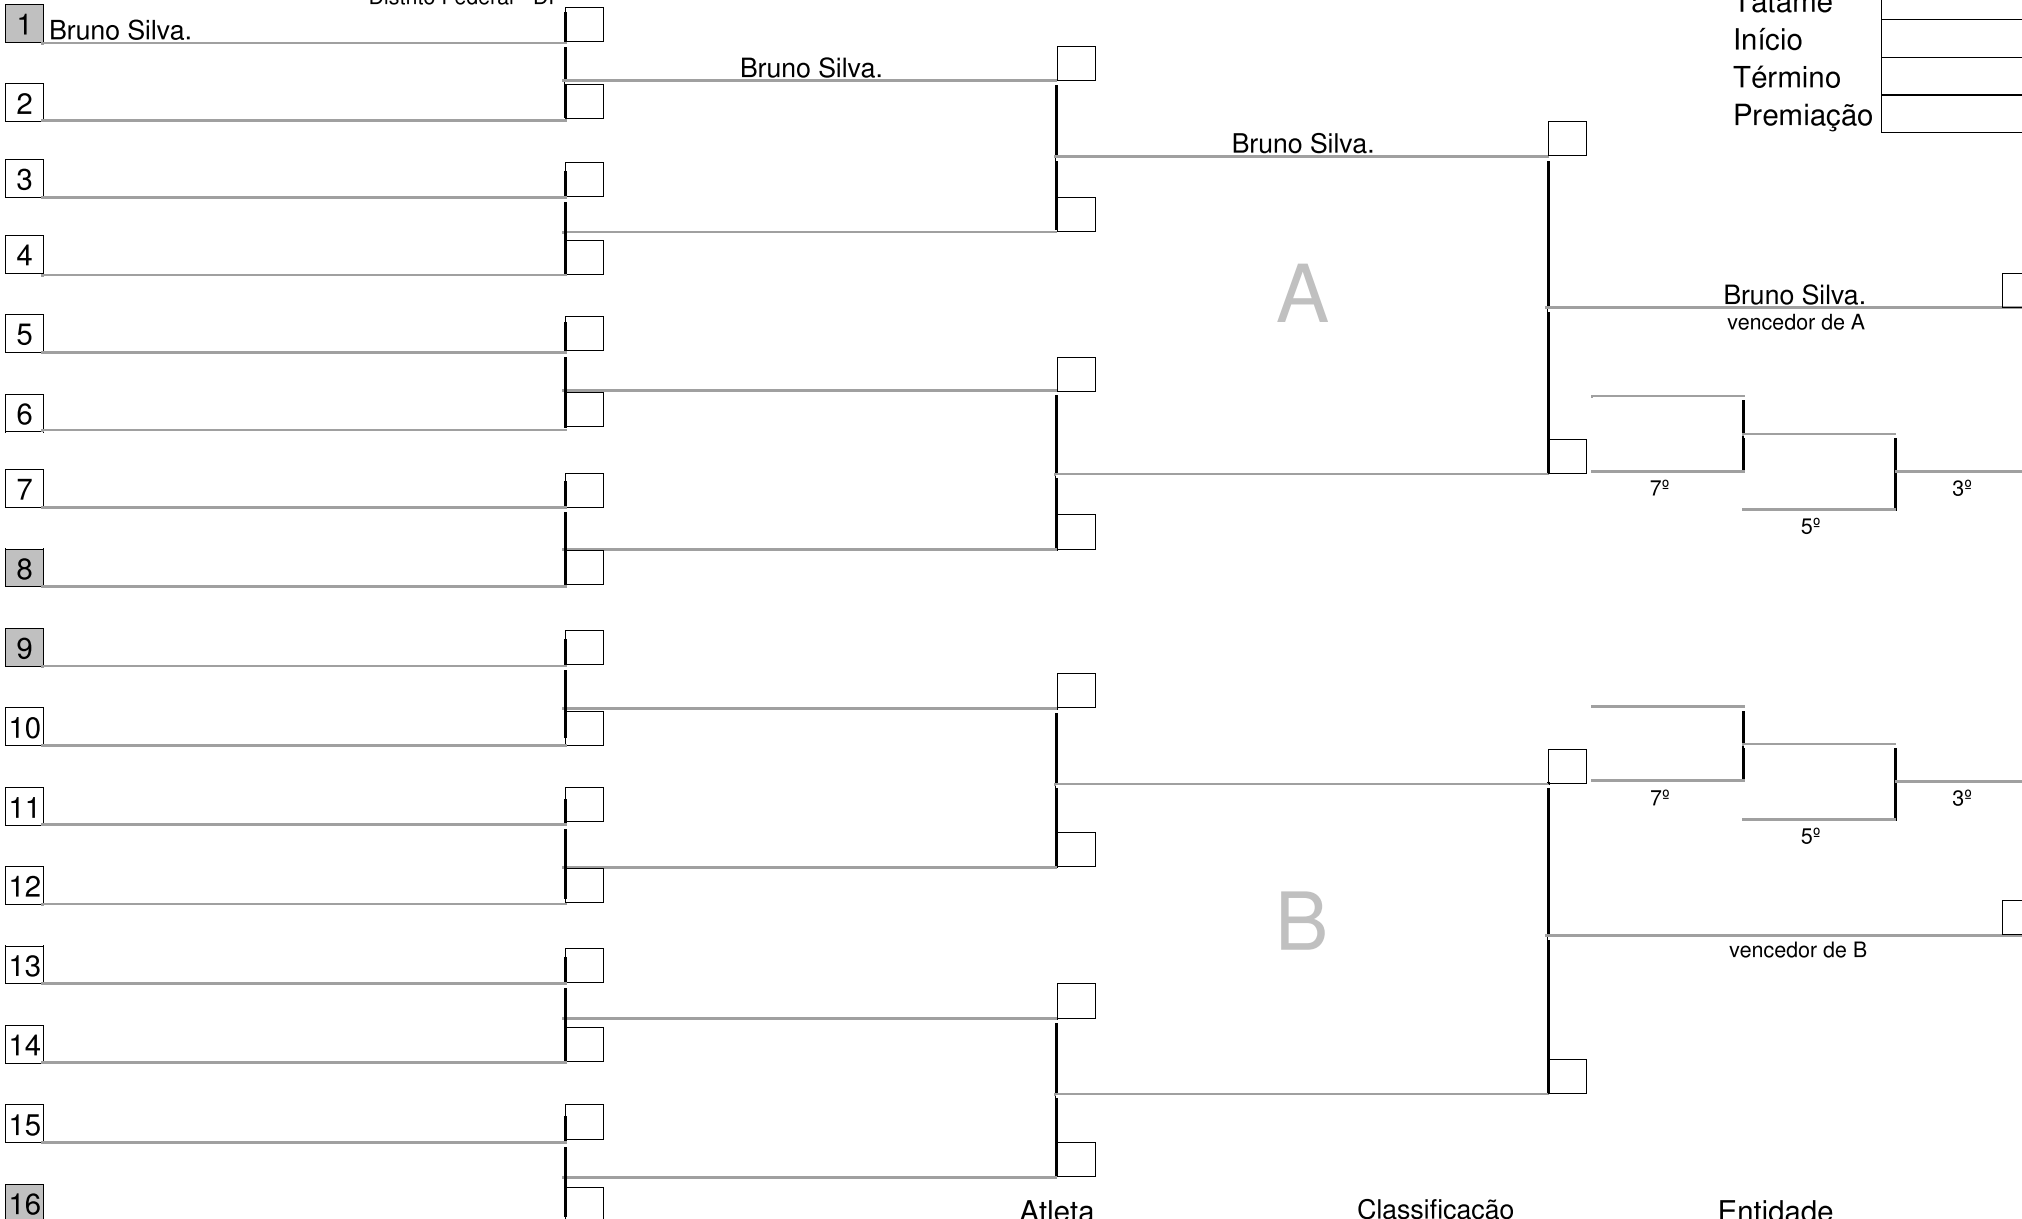 Distrito Federal - DF
1 Bruno Silva.
Bruno Silva.
2
3
4
5
6
7
8
9
10
11
12
13
14
15
16
Bruno Silva.
A
B
Tatame
Início
Término
Premiação
Bruno Silva.
vencedor de A
7º
5º
3º
7º
5º
3º
vencedor de B
Atleta Classificação Entidade